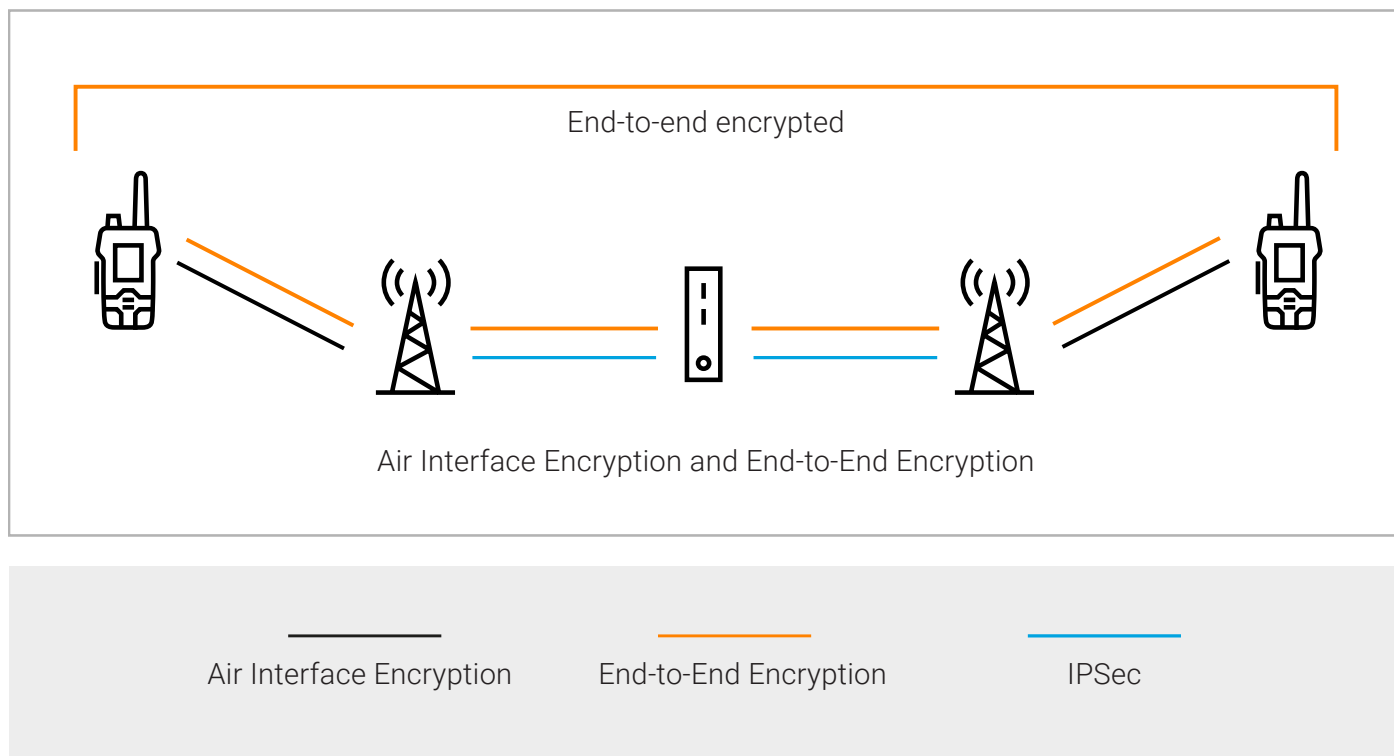 End-to-end encrypted
Air Interface Encryption and End-to-End Encryption
Air Interface Encryption
End-to-End Encryption
IPSec